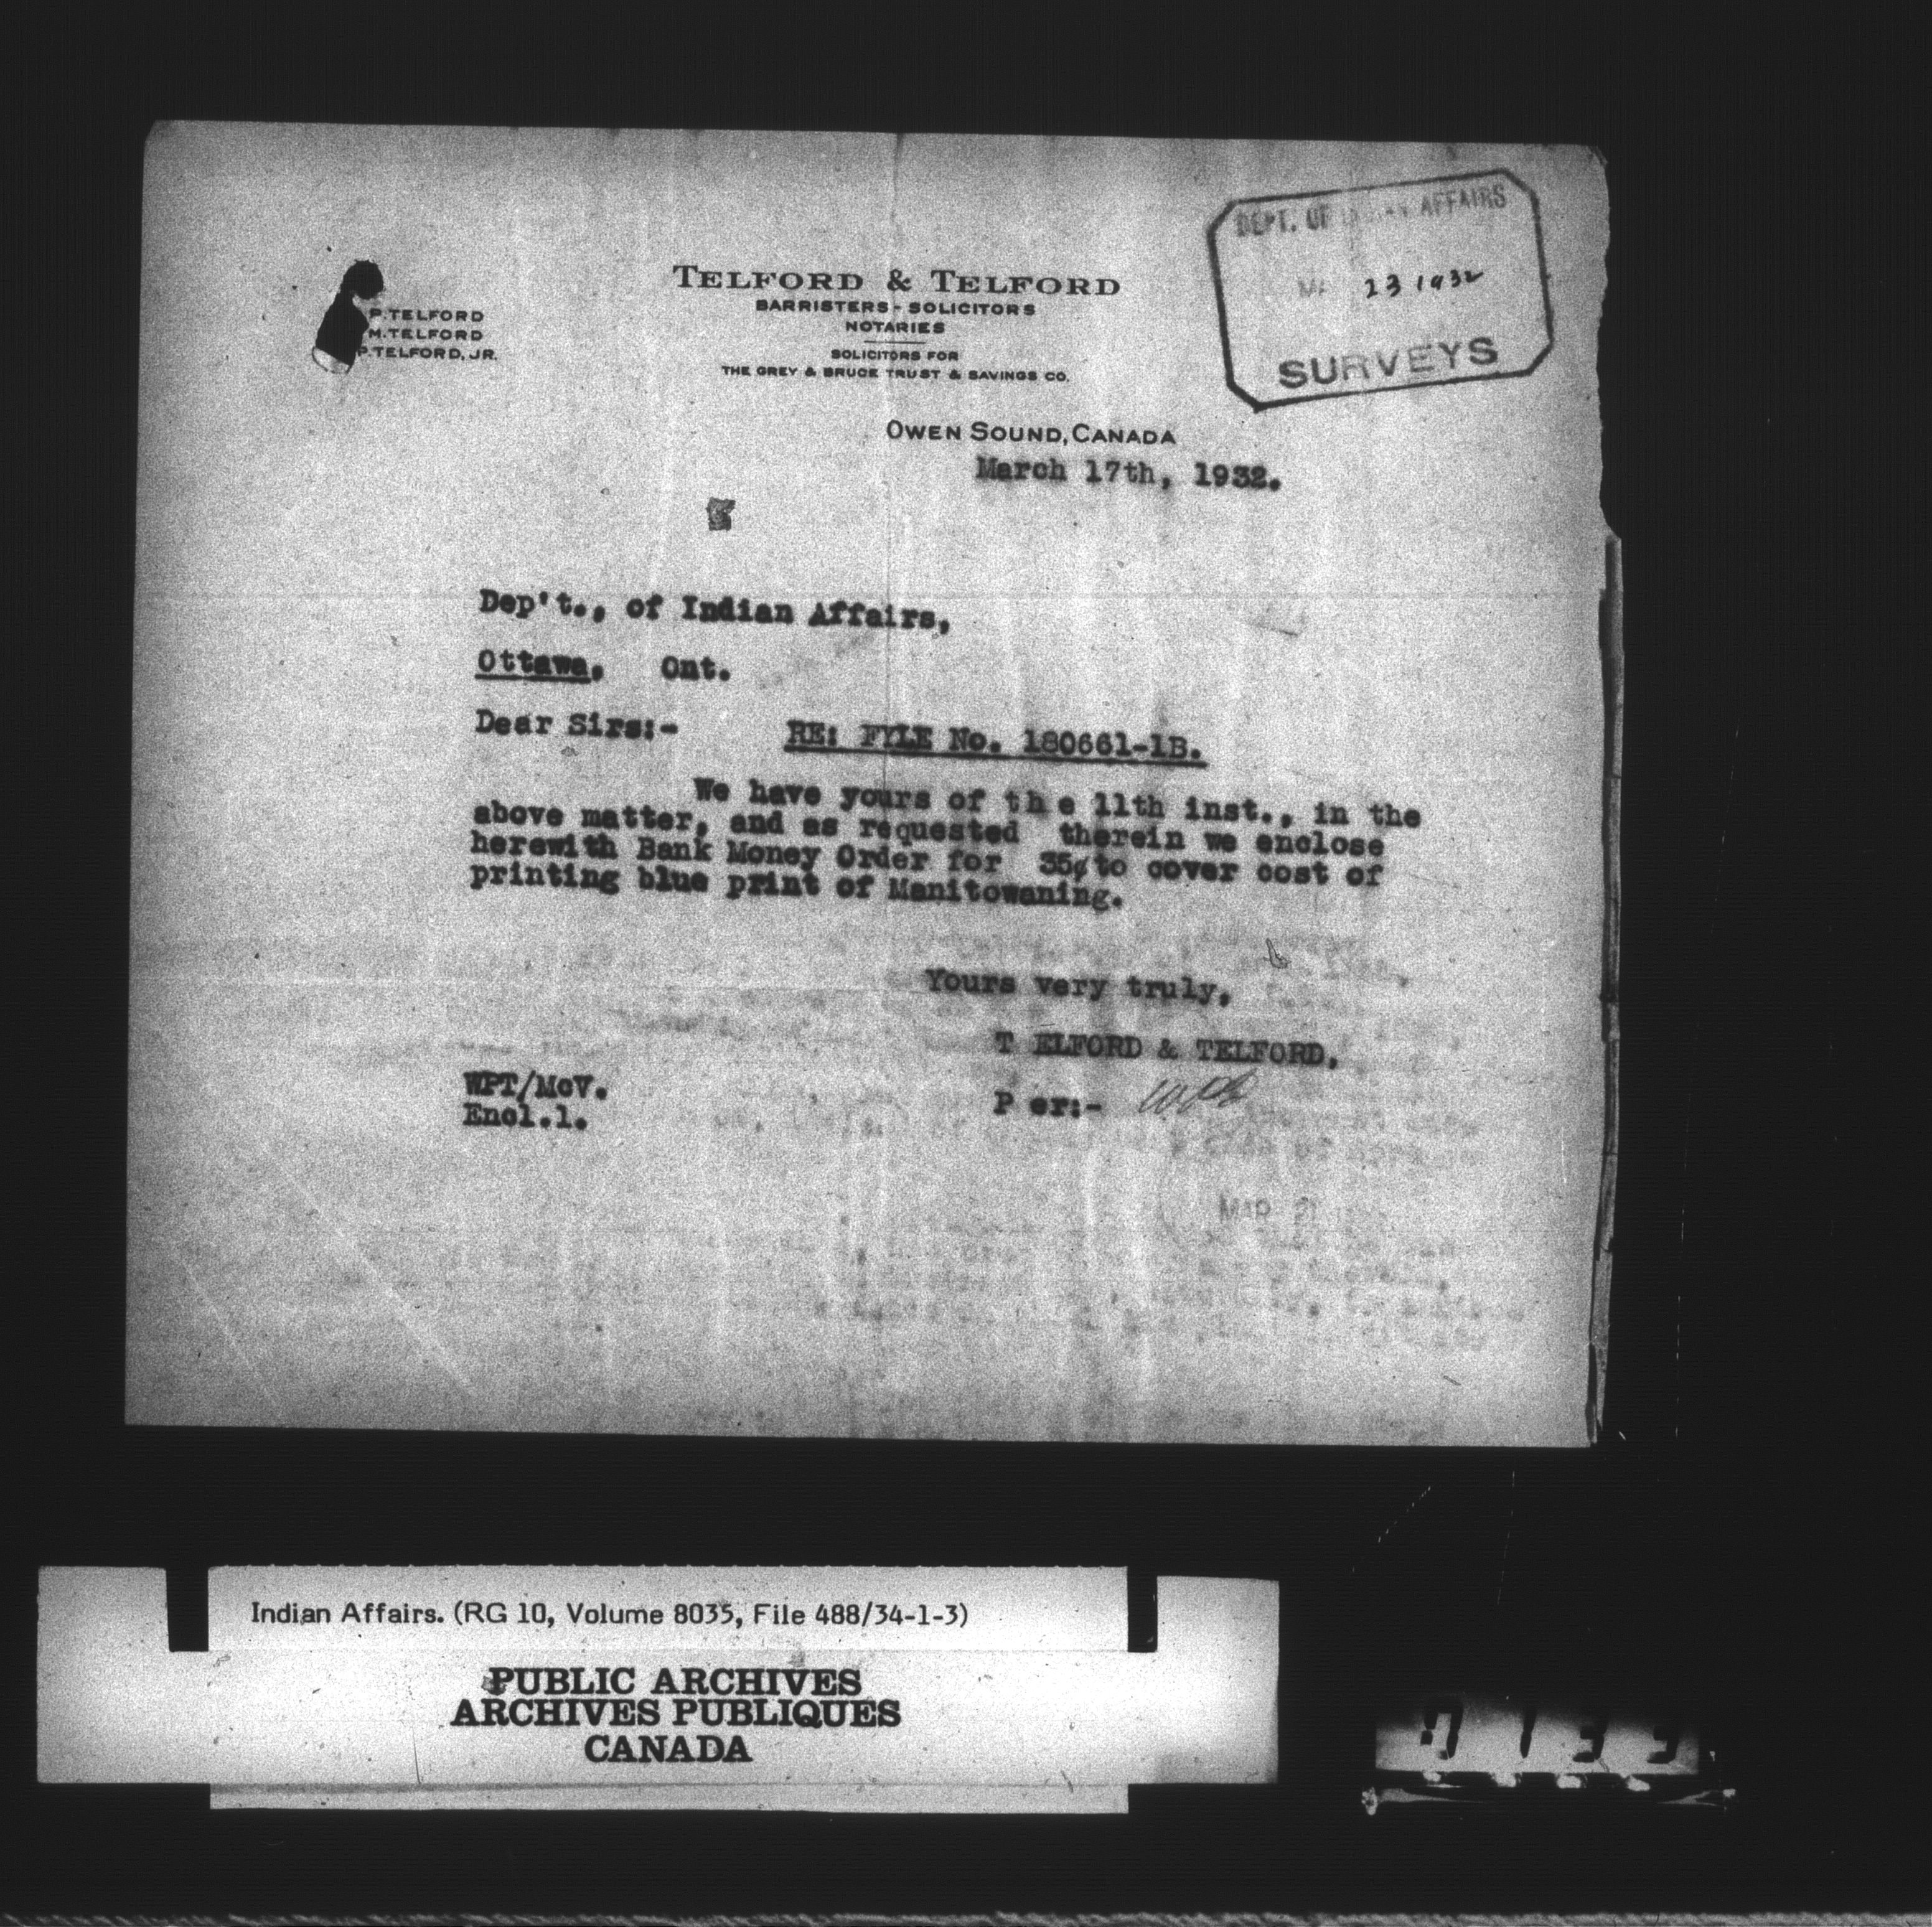 TELFORD & TELFORD
BARRISTERS - SOLICITORS
NOTARIES
SOLICITORS FOR
THE GREY & BRUCE TRUST & SAVINGS CO.
P. TELFORD
M. TELFORD
P. TELFORD, JR.
DEPT. OF INDIAN AFFAIRS
MA 23 1932
SURVEYS
OWEN SOUND, CANADA
March 17th, 1932.
Dep't., of Indian Affairs,
Ottawa, Ont.
Dear Sirs:-
RE: FYLE No. 180661-1B.
We have yours of the 11th inst., in the
above matter, and as requested therein we enclose
herewith Bank Money Order for 35¢ to cover cost of
printing blue print of Manitowaning.
Yours very truly,
T ELFORD & TELFORD,
P er:-
WPT/McV.
Encl.1.
MAR 21
Indian Affairs. (RG 10, Volume 8035, File 488/34-1-3)
PUBLIC ARCHIVES
ARCHIVES PUBLIQUES
CANADA
7133